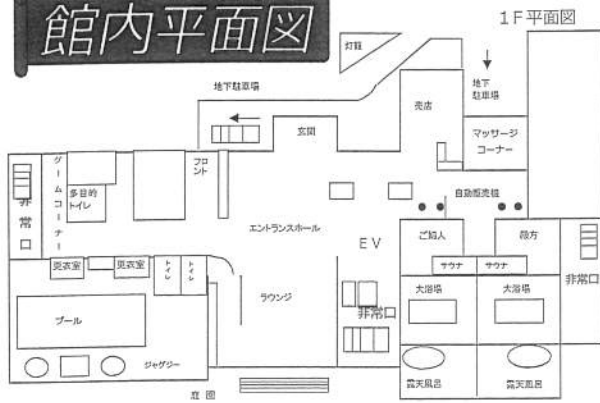 館内平面図
1F平面図
灯籠
地下駐車場
売店
地下
駐車場
玄関
マッサージ
コーナー
フロント
ゲームコーナー
多目的
トイレ
非常口
自動販売機
エントランスホール
EV
ご婦人
殿方
更衣室
更衣室
トイレ
トイレ
サウナ
サウナ
非常口
大浴場
大浴場
ラウンジ
非常口
プール
ジャグジー
露天風呂
露天風呂
庭園